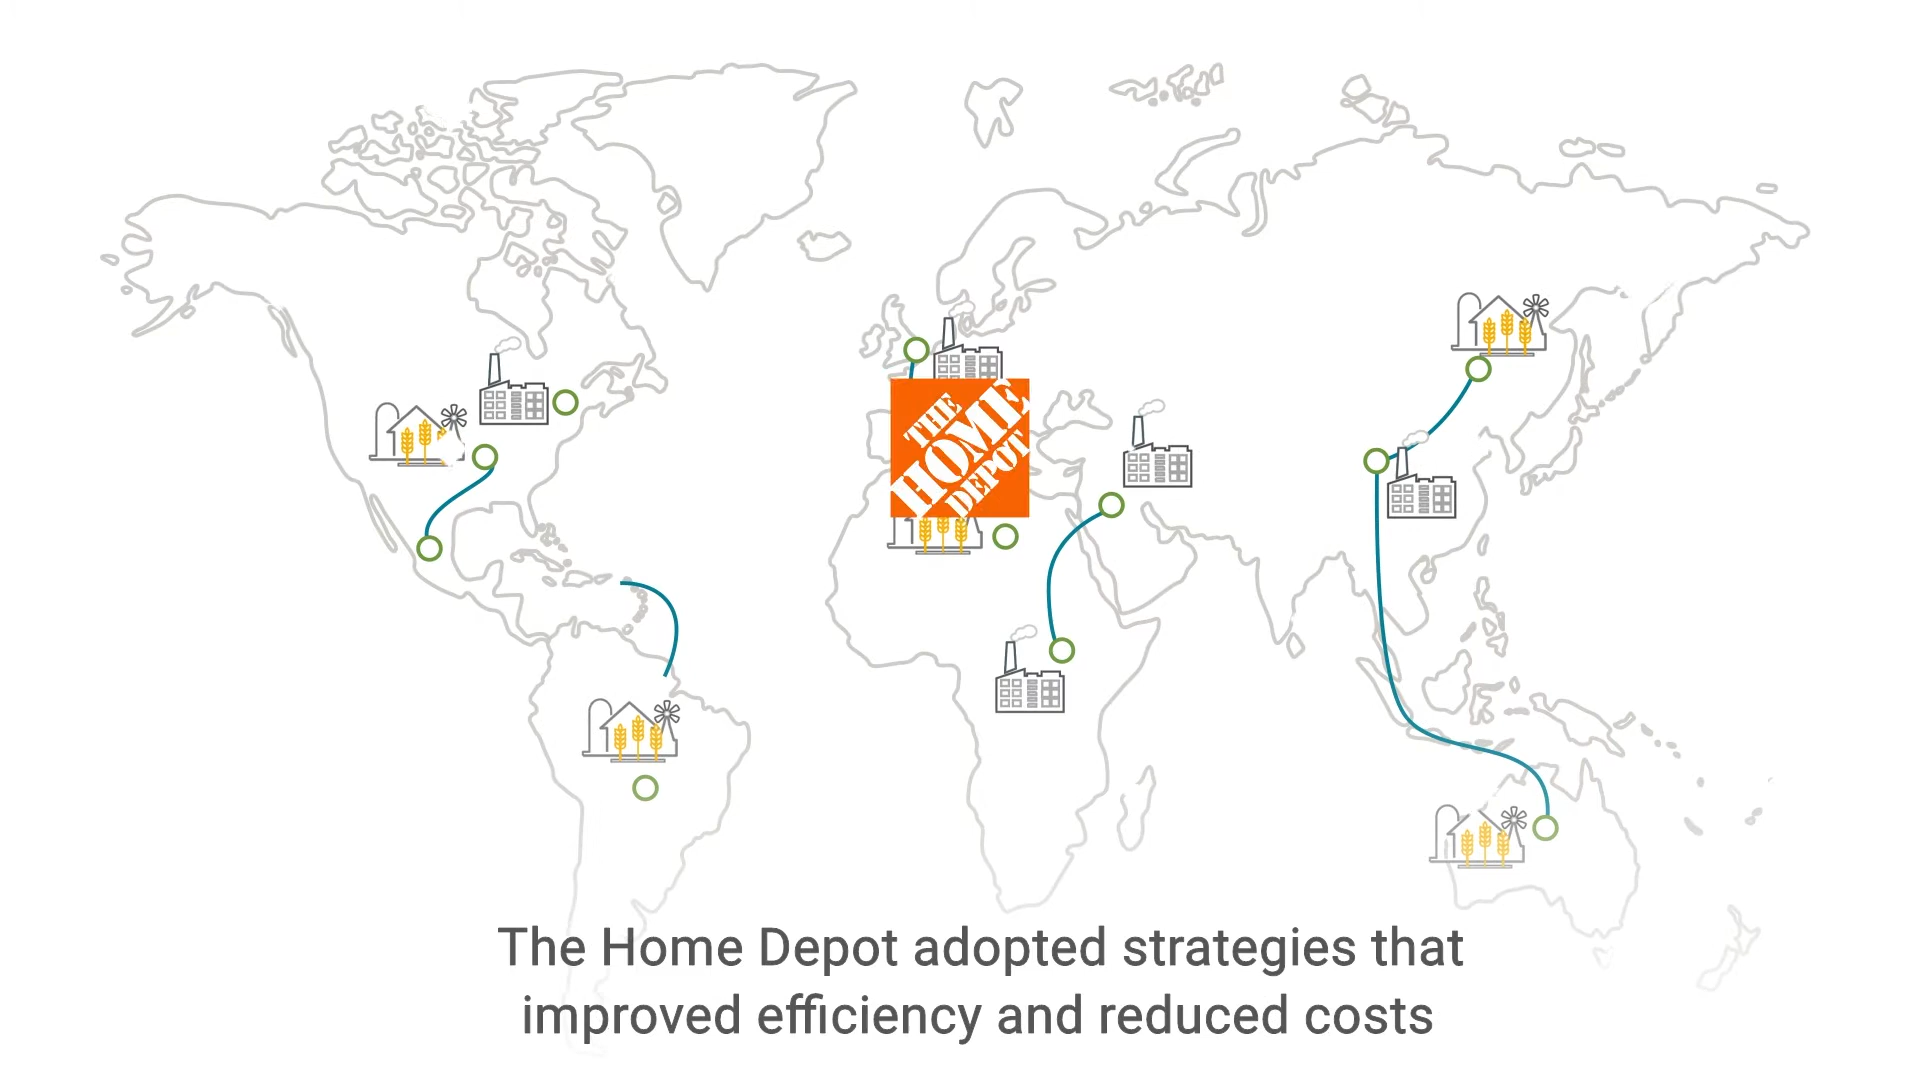 THE
HOME
DEPOT
The Home Depot adopted strategies that
improved efficiency and reduced costs